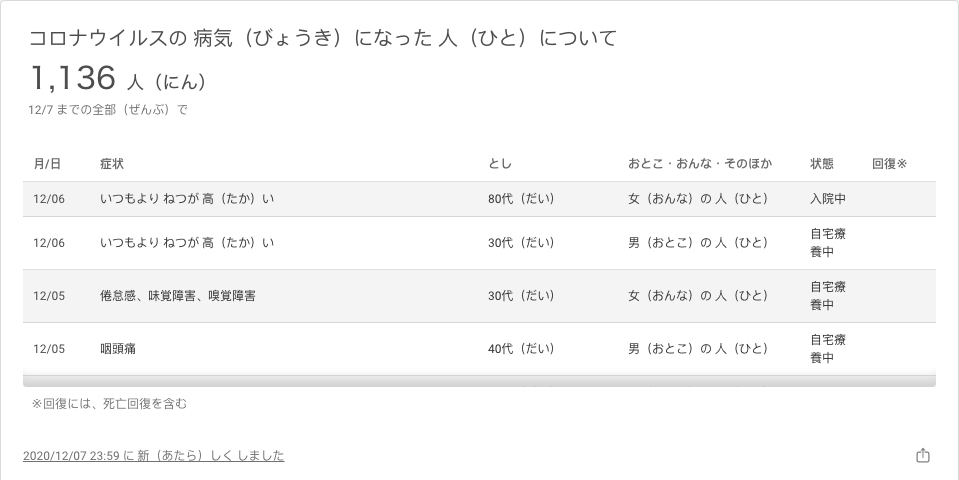 コロナウイルスの 病気（びょうき）になった 人（ひと）について
1,136 人（にん）
12/7 までの全部（ぜんぶ）で
月/日 症状 とし おとこ・おんな・そのほか 状態 回復※
12/06 いつもより ねつが 高（たか）い 80代（だい） 女（おんな）の 人（ひと） 入院中
12/06 いつもより ねつが 高（たか）い 30代（だい） 男（おとこ）の 人（ひと） 自宅療
養中
12/05 倦怠感、味覚障害、嗅覚障害 30代（だい） 女（おんな）の 人（ひと） 自宅療
養中
12/05 咽頭痛 40代（だい） 男（おとこ）の 人（ひと） 自宅療
養中
※回復には、死亡回復を含む
2020/12/07 23:59 に 新（あたら）しく しました